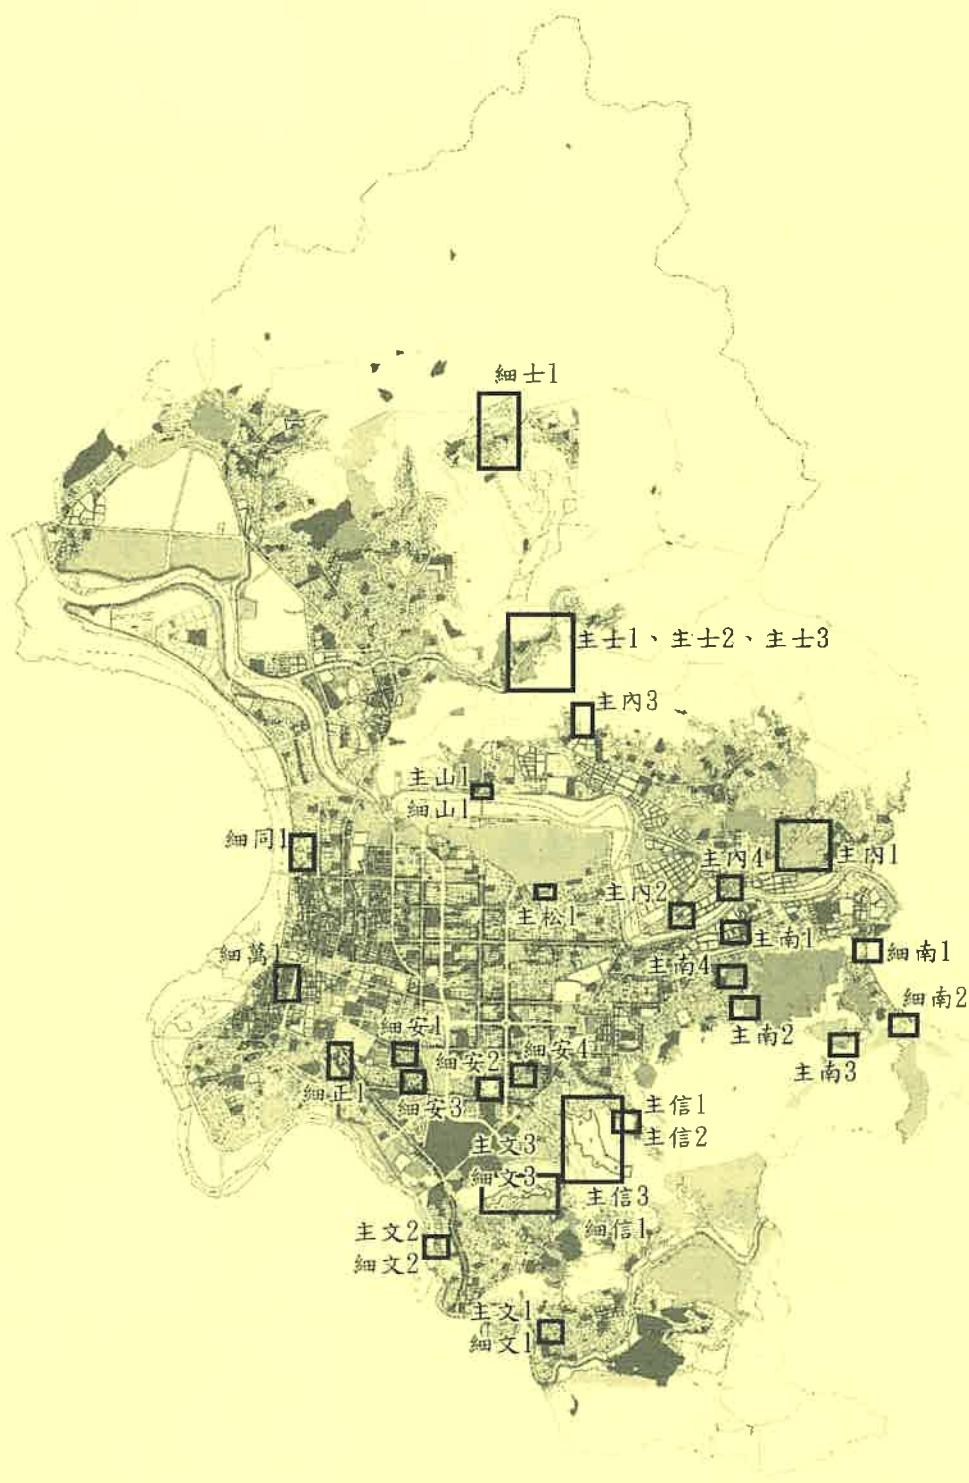 細士1
主士1、主士2、主士3
主內3
主山1
細山1
細同1
主內4
主內1
主內2
主松1
主南1
細南1
細萬1
主南4
細南2
主南2
細安1
細安4
細安2
主南3
細正1
細安3
主信1
主信2
主文3
細文3
主信3
細信1
主文2
細文2
主文1
細文1